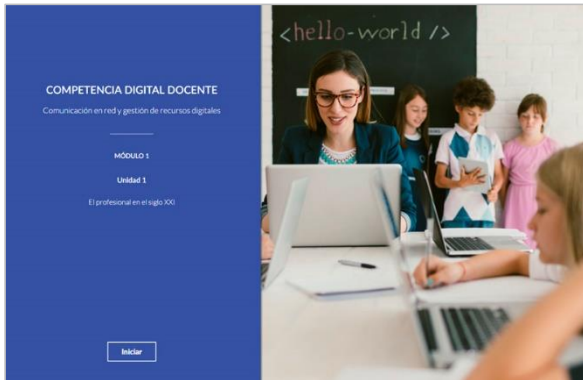 COMPETENCIA DIGITAL DOCENTE
Comunicación en red y gestión de recursos digitales
MÓDULO 1
Unidad 1
El profesional en el siglo XXI
Iniciar
<hello-world />